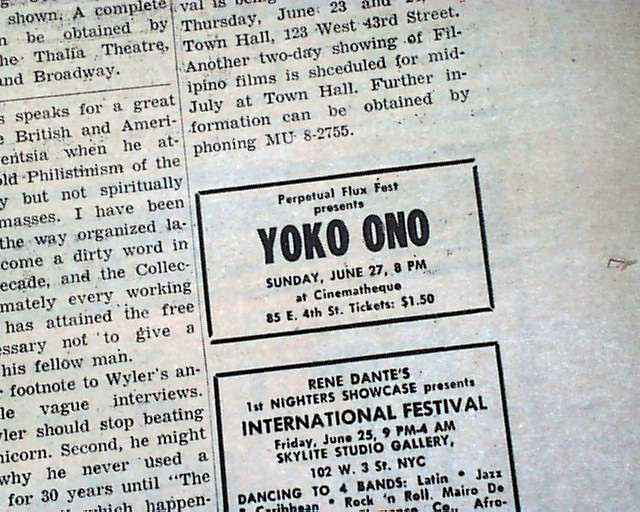 shown. A complete
n be obtained by
he Thalia Theatre,
and Broadway.
s speaks for a great
British and Ameri-
entsia when he at-
old Philistinism of the
y but not spiritually
masses. I have been
the way organized la-
come a dirty word in
ecade, and the Collec-
mately every working
has attained the free
ssary not to give a
his fellow man.
footnote to Wyler's an-
le vague interviews.
ler should stop beating
nicorn. Second, he might
why he never used a
for 30 years until "The
which happen-
val is
Thursday, June 23 and
Town Hall, 123 West 43rd Street.
Another two-day showing of Fil-
ipino films is shceduled for mid-
July at Town Hall. Further in-
formation can be obtained by
phoning MU 8-2755.
Perpetual Flux Fest
presents
YOKO ONO
SUNDAY, JUNE 27, 8 PM
at Cinematheque
85 E. 4th St. Tickets: $1.50
RENE DANTE'S
1st NIGHTERS SHOWCASE presents
INTERNATIONAL FESTIVAL
Friday, June 25, 9 PM-4 AM
SKYLITE STUDIO GALLERY,
102 W. 3 St. NYC
DANCING TO 4 BANDS: Latin • Jazz
• Caribbean • Rock 'n Roll. Mairo De
Co., Afro-